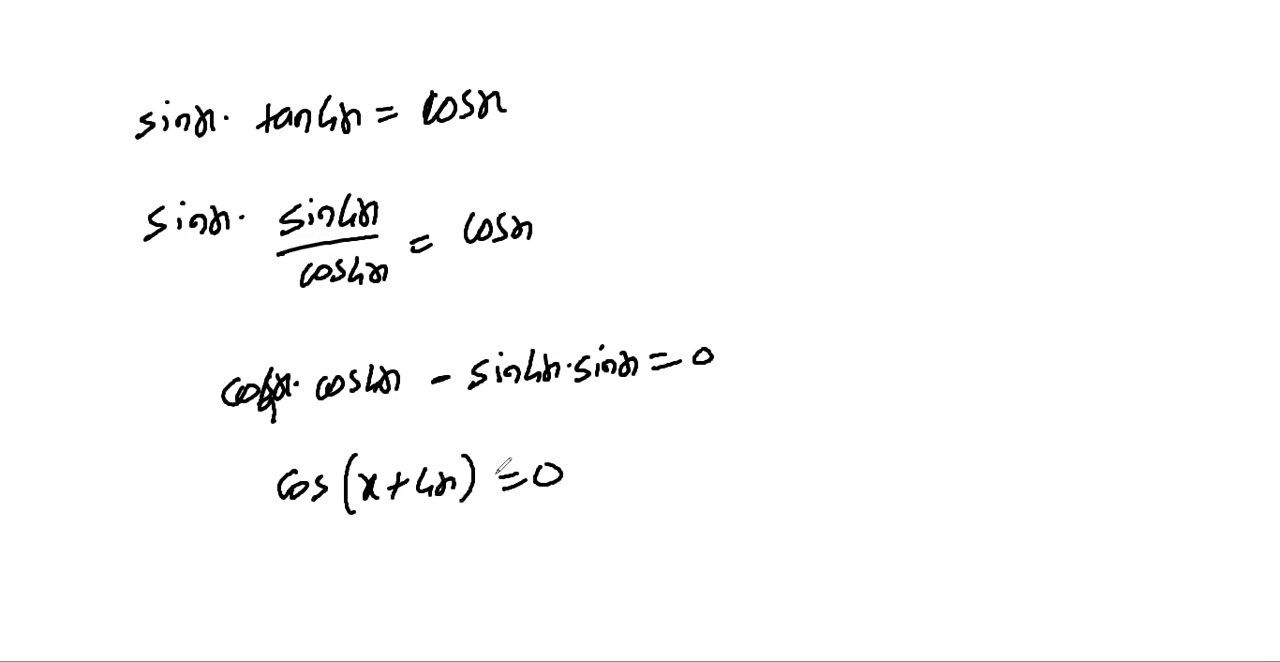 sinx· tan4x = cosx
sinx· sin4x / cos4x = cosx
cosx· cos4x - sin4x·sinx = 0
cos(x+4x) = 0